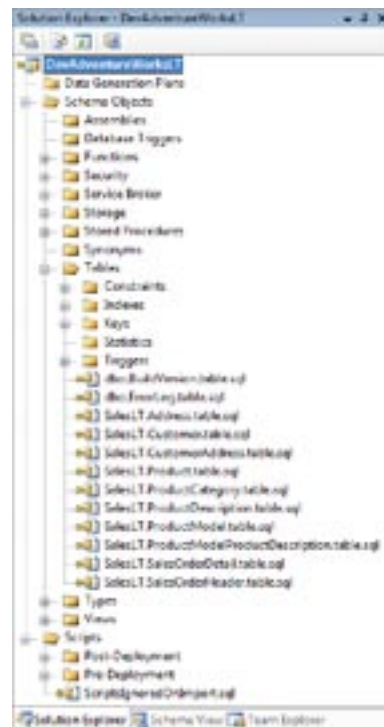 Solution Explorer - DevAdventureWorksLT
DevAdventureWorksLT
Data Generation Plans
Schema Objects
Assemblies
Database Triggers
Functions
Security
Service Broker
Storage
Stored Procedures
Synonyms
Tables
Constraints
Indexes
Keys
Statistics
Triggers
dbo.BuildVersion.table.sql
dbo.ErrorLog.table.sql
SalesLT.Address.table.sql
SalesLT.Customer.table.sql
SalesLT.CustomerAddress.table.sql
SalesLT.Product.table.sql
SalesLT.ProductCategory.table.sql
SalesLT.ProductDescription.table.sql
SalesLT.ProductModel.table.sql
SalesLT.ProductModelProductDescription.table.sql
SalesLT.SalesOrderDetail.table.sql
SalesLT.SalesOrderHeader.table.sql
Types
Views
Scripts
Post-Deployment
Pre-Deployment
ScriptsIgnoredOnImport.sql
Solution Explorer Schema View Team Explorer